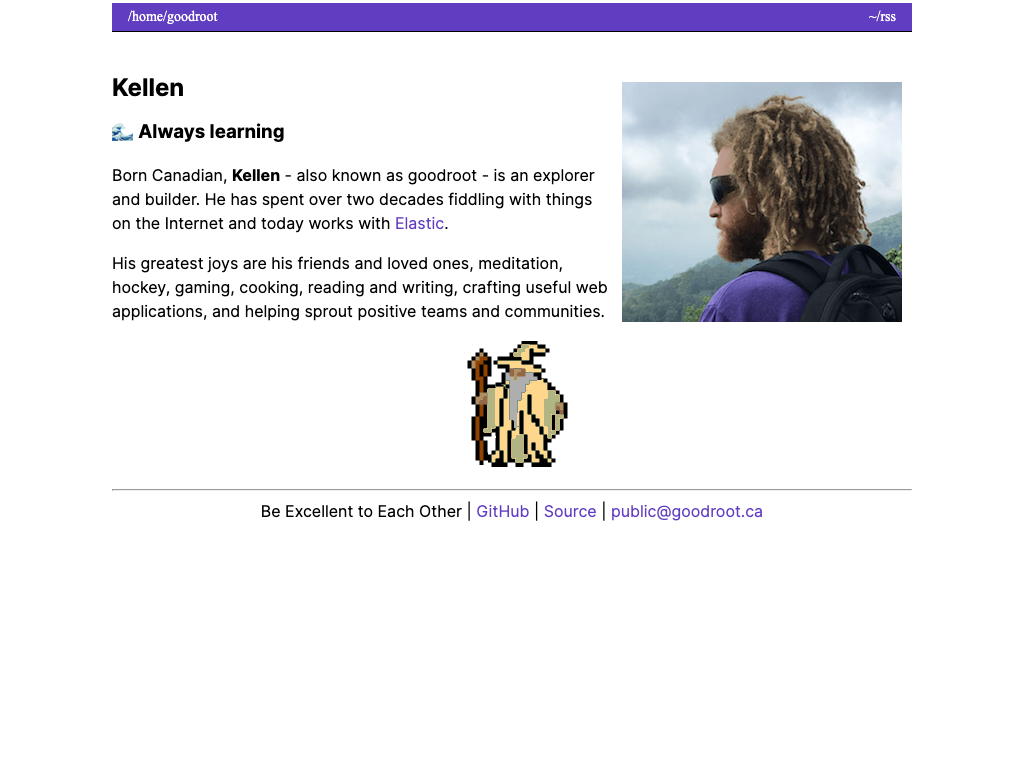 /home/goodroot ~/rss
Kellen
🌊 Always learning
Born Canadian, Kellen - also known as goodroot - is an explorer
and builder. He has spent over two decades fiddling with things
on the Internet and today works with Elastic.
His greatest joys are his friends and loved ones, meditation,
hockey, gaming, cooking, reading and writing, crafting useful web
applications, and helping sprout positive teams and communities.
Be Excellent to Each Other | GitHub | Source | public@goodroot.ca